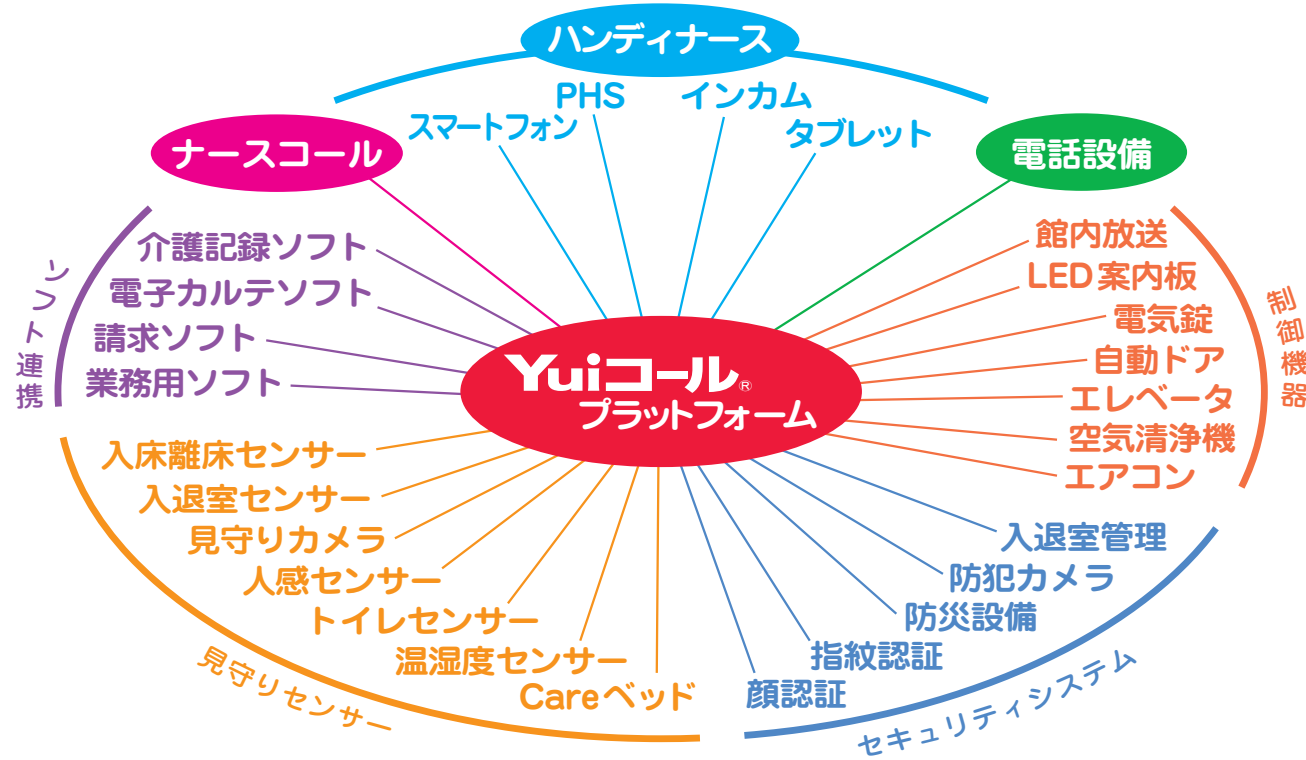 ハンディナース
PHS
インカム
スマートフォン
タブレット
ナースコール
電話設備
ソフト連携
介護記録ソフト
電子カルテソフト
請求ソフト
業務用ソフト
Yuiコール®
プラットフォーム
館内放送
LED案内板
電気錠
自動ドア
エレベータ
空気清浄機
エアコン
制御機器
入床離床センサー
入退室センサー
見守りカメラ
人感センサー
トイレセンサー
温湿度センサー
Careベッド
見守りセンサー
入退室管理
防犯カメラ
防災設備
指紋認証
顔認証
セキュリティシステム